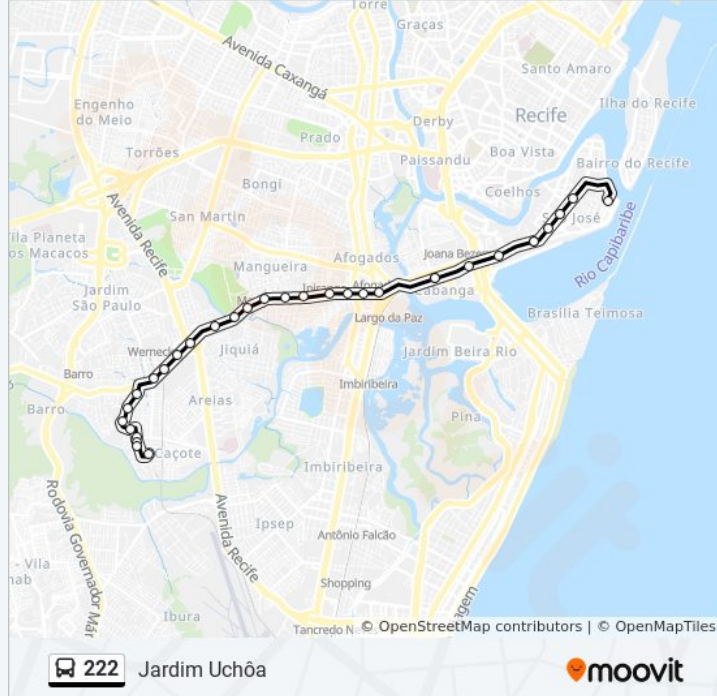 Torre
Graças
Avenida Caxangá
Santo Amaro
Engenho
do Meio
Ilha do Recife
Recife
Derby
Prado
Torrões
Boa Vista
Paissandu
Bairro do Recife
Bongi
Coelhos
Avenida Recife
San Martin
São José
Vila Planeta
dos Macacos
Afogados
Joana Bezerra
Rio Capibaribe
Mangueira
Jardim
São Paulo
Cabanga
Brasília Teimosa
Largo da Paz
Werneck
Jiquiá
Jardim Beira Rio
Barro
Imbiribeira
Areias
Barro
Pina
Caçote
Imbiribeira
Rodovia Governador Már
Avenida Recife
Ipsep
Antônio Falcão
Vila
Shopping
Ibura
agem
Tancredo Ne
© OpenStreetMap contributors | © OpenMapTiles
222 Jardim Uchôa
moovit